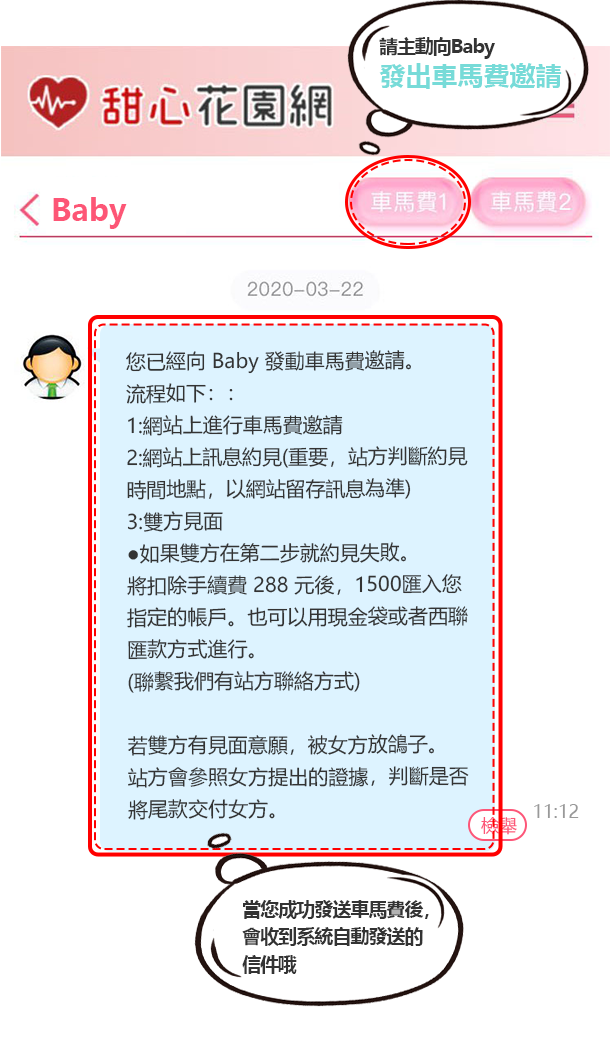 請主動向Baby
發出車馬費邀請
甜心花園網
Baby
車馬費1
車馬費2
2020-03-22
您已經向 Baby 發動車馬費邀請。
流程如下：：
1:網站上進行車馬費邀請
2:網站上訊息約見(重要，站方判斷約見
時間地點，以網站留存訊息為準)
3:雙方見面
●如果雙方在第二步就約見失敗。
將扣除手續費 288 元後，1500匯入您
指定的帳戶。也可以用現金袋或者西聯
匯款方式進行。
(聯繫我們有站方聯絡方式)
若雙方有見面意願，被女方放鴿子。
站方會參照女方提出的證據，判斷是否
將尾款交付女方。
檢舉
11:12
當您成功發送車馬費後，
會收到系統自動發送的
信件哦